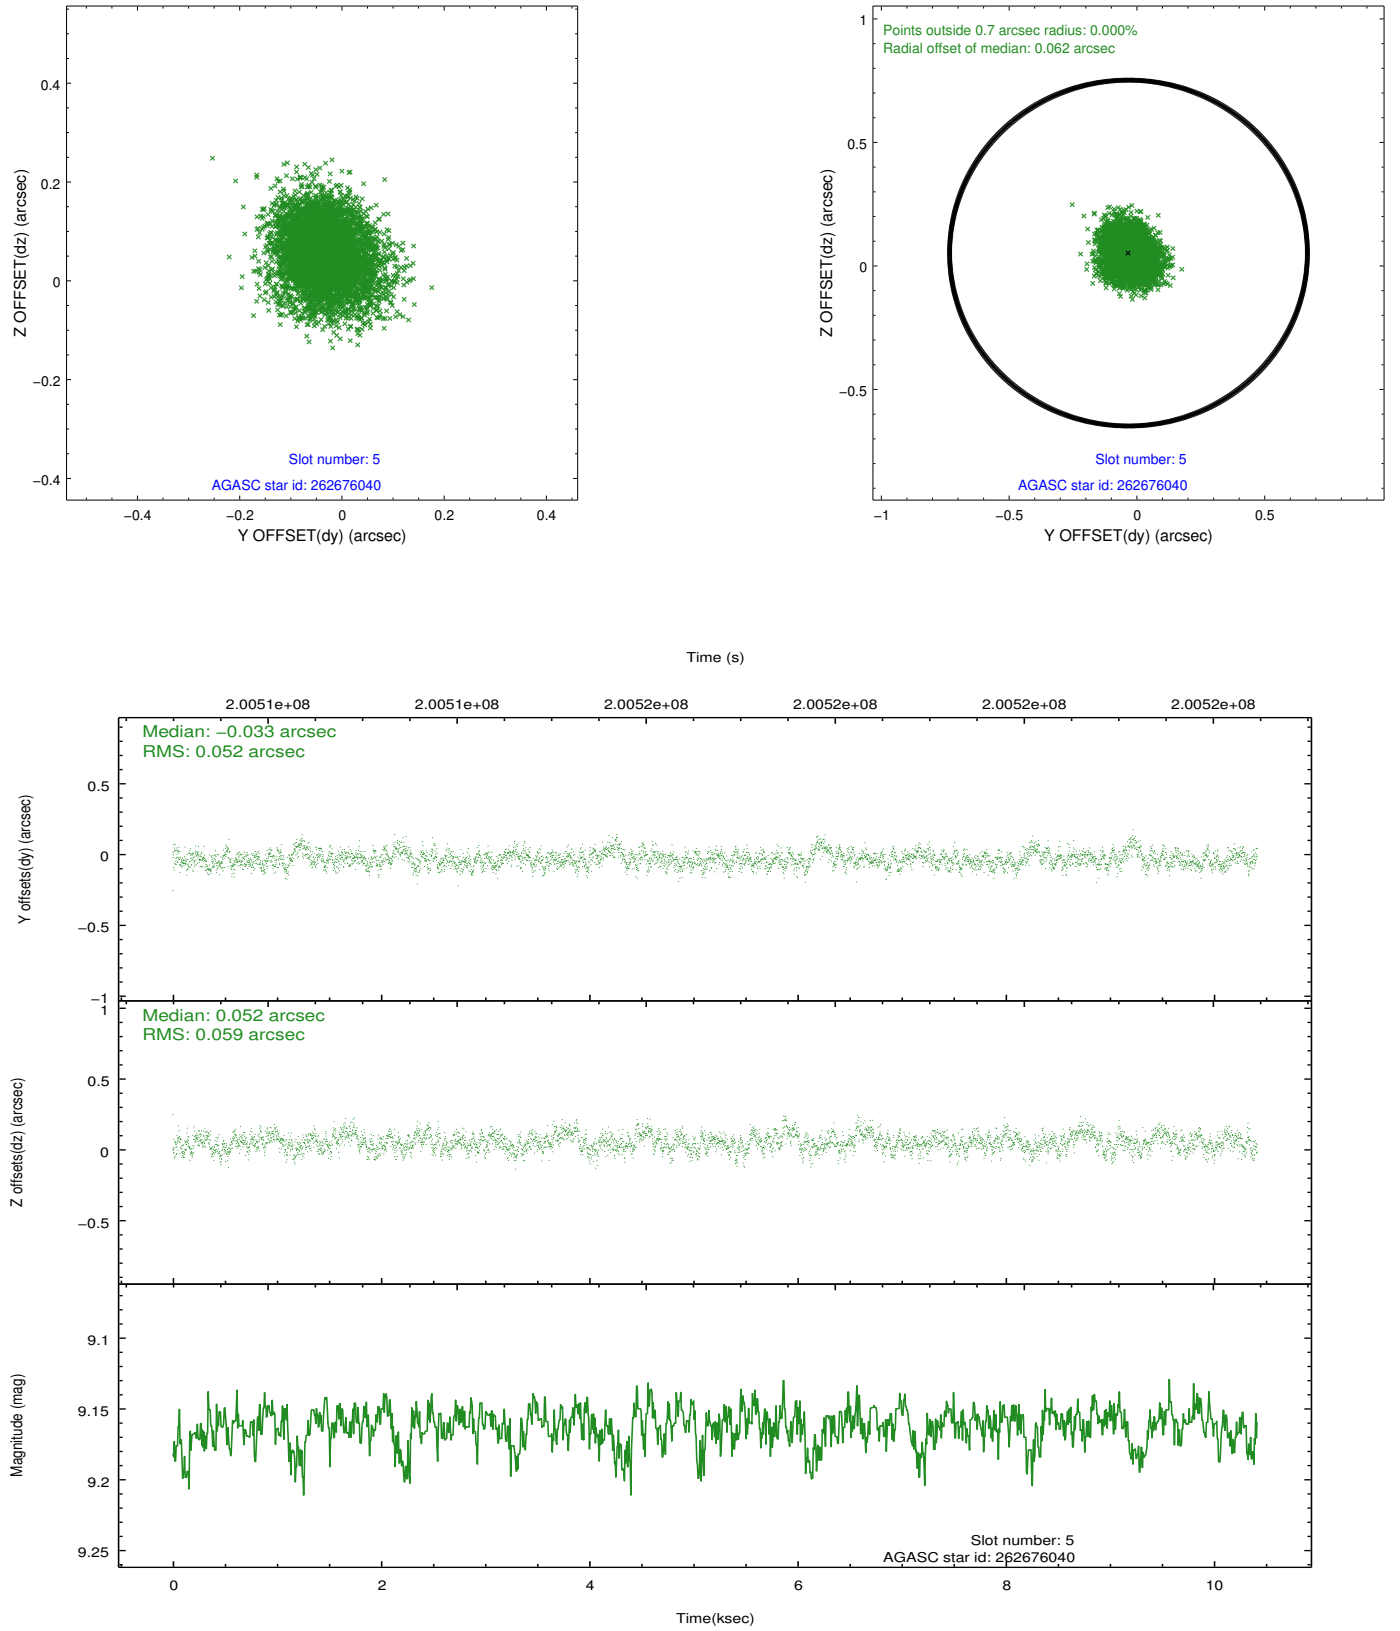 0.4
0.2
0
−0.2
−0.4
Z OFFSET(dz) (arcsec)
Slot number: 5
AGASC star id: 262676040
−0.4 −0.2 0 0.2 0.4
Y OFFSET(dy) (arcsec)
Points outside 0.7 arcsec radius: 0.000%
Radial offset of median: 0.062 arcsec
1
0.5
0
−0.5
Z OFFSET(dz) (arcsec)
Slot number: 5
AGASC star id: 262676040
−1 −0.5 0 0.5
Y OFFSET(dy) (arcsec)
Time (s)
2.0051e+08 2.0051e+08 2.0052e+08 2.0052e+08 2.0052e+08 2.0052e+08
Median: −0.033 arcsec
RMS: 0.052 arcsec
0.5
0
−0.5
−1
Y offsets(dy) (arcsec)
Median: 0.052 arcsec
RMS: 0.059 arcsec
1
0.5
0
−0.5
Z offsets(dz) (arcsec)
9.1
9.15
9.2
9.25
Magnitude (mag)
Slot number: 5
AGASC star id: 262676040
0 2 4 6 8 10
Time(ksec)